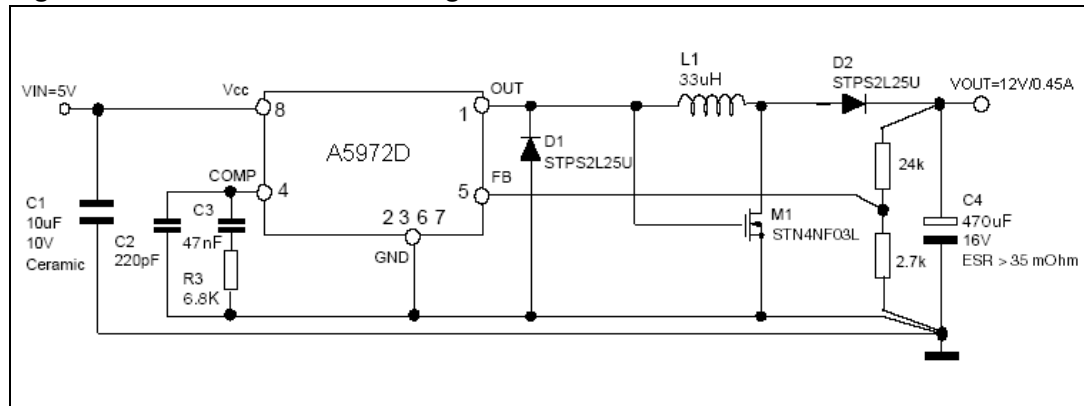 VIN=5V
Vcc
8
A5972D
COMP
4
2 3 6 7
GND
OUT
1
FB
5
C1
10uF
10V
Ceramic
C2
220pF
C3
47nF
R3
6.8K
D1
STPS2L25U
L1
33uH
D2
STPS2L25U
VOUT=12V/0.45A
M1
STN4NF03L
24k
2.7k
C4
470uF
16V
ESR > 35 mOhm